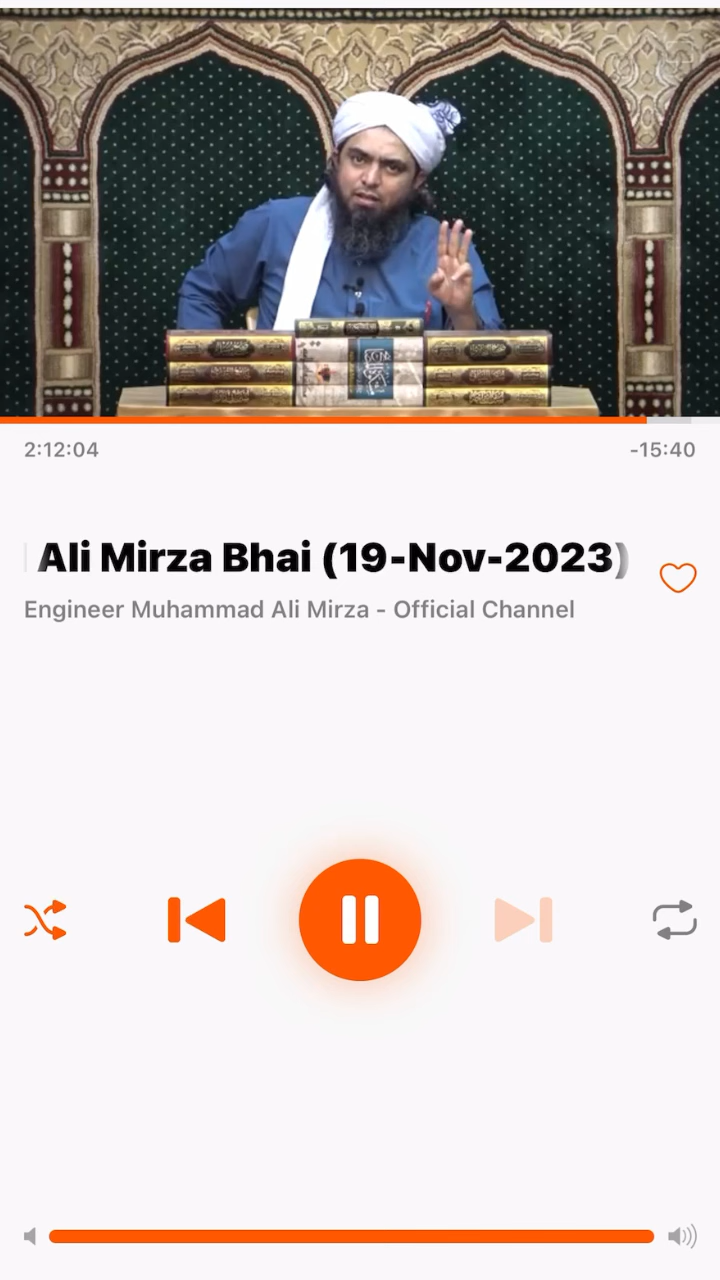 2:12:04
-15:40
Ali Mirza Bhai (19-Nov-2023)
Engineer Muhammad Ali Mirza - Official Channel